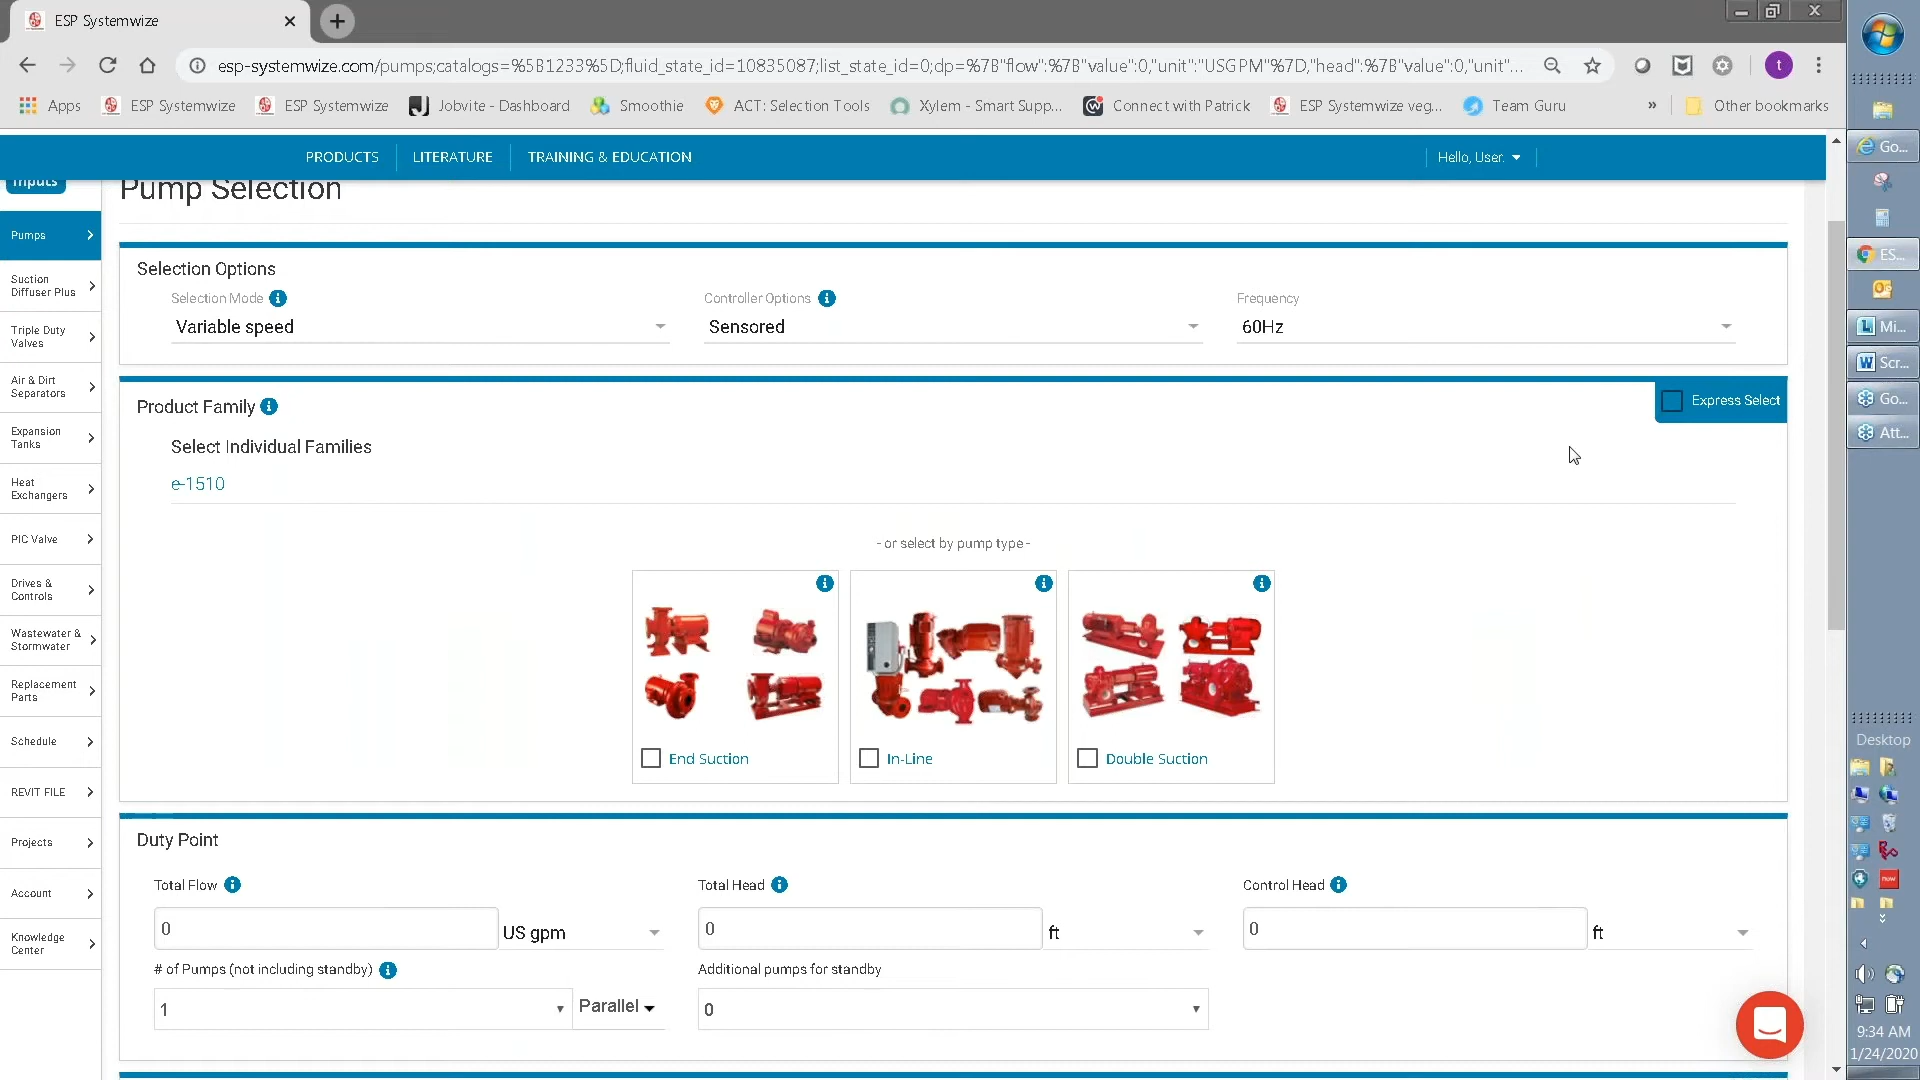 ESP Systemwize
esp-systemwize.com/pumps;catalogs=%5B1233%5D;fluid_state_id=10835087;list_state_id=0;dp=%7B"flow":%7B"value":0,"unit":"USGPM"%7D,"head":%7B"value":0,"unit"...
t
Apps ESP Systemwize ESP Systemwize Jobvite - Dashboard Smoothie ACT: Selection Tools Xylem - Smart Supp... Connect with Patrick ESP Systemwize veg... Team Guru » Other bookmarks
PRODUCTS LITERATURE TRAINING & EDUCATION Hello, User.
Inputs
Pump Selection
Pumps
Suction
Diffuser Plus
Triple Duty
Valves
Air & Dirt
Separators
Expansion
Tanks
Heat
Exchangers
PIC Valve
Drives &
Controls
Wastewater &
Stormwater
Replacement
Parts
Schedule
REVIT FILE
Projects
Account
Knowledge
Center
Selection Options
Selection Mode Controller Options Frequency
Variable speed Sensored 60Hz
Product Family
Express Select
Select Individual Families
e-1510
- or select by pump type -
End Suction In-Line Double Suction
Duty Point
Total Flow Total Head Control Head
0 US gpm 0 ft 0 ft
# of Pumps (not including standby) Additional pumps for standby
1 Parallel 0
Go...
ES...
Mi...
Scr...
Go...
Att...
Desktop
now
9:34 AM
1/24/2020